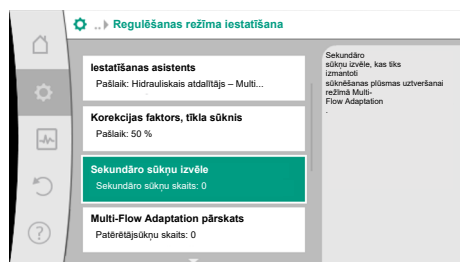 ..▸ Regulēšanas režīma iestatīšana
Iestatīšanas asistents
Pašlaik: Hidrauliskais atdalītājs – Multi...
Korekcijas faktors, tīkla sūknis
Pašlaik: 50 %
Sekundāro sūkņu izvēle
Sekundāro sūkņu skaits: 0
Multi-Flow Adaptation pārskats
Patērētājsūkņu skaits: 0
Sekundāro
sūkņu izvēle, kas tiks
izmantoti
sūknēšanas plūsmas uztveršanai
režīmā Multi-
Flow Adaptation
.